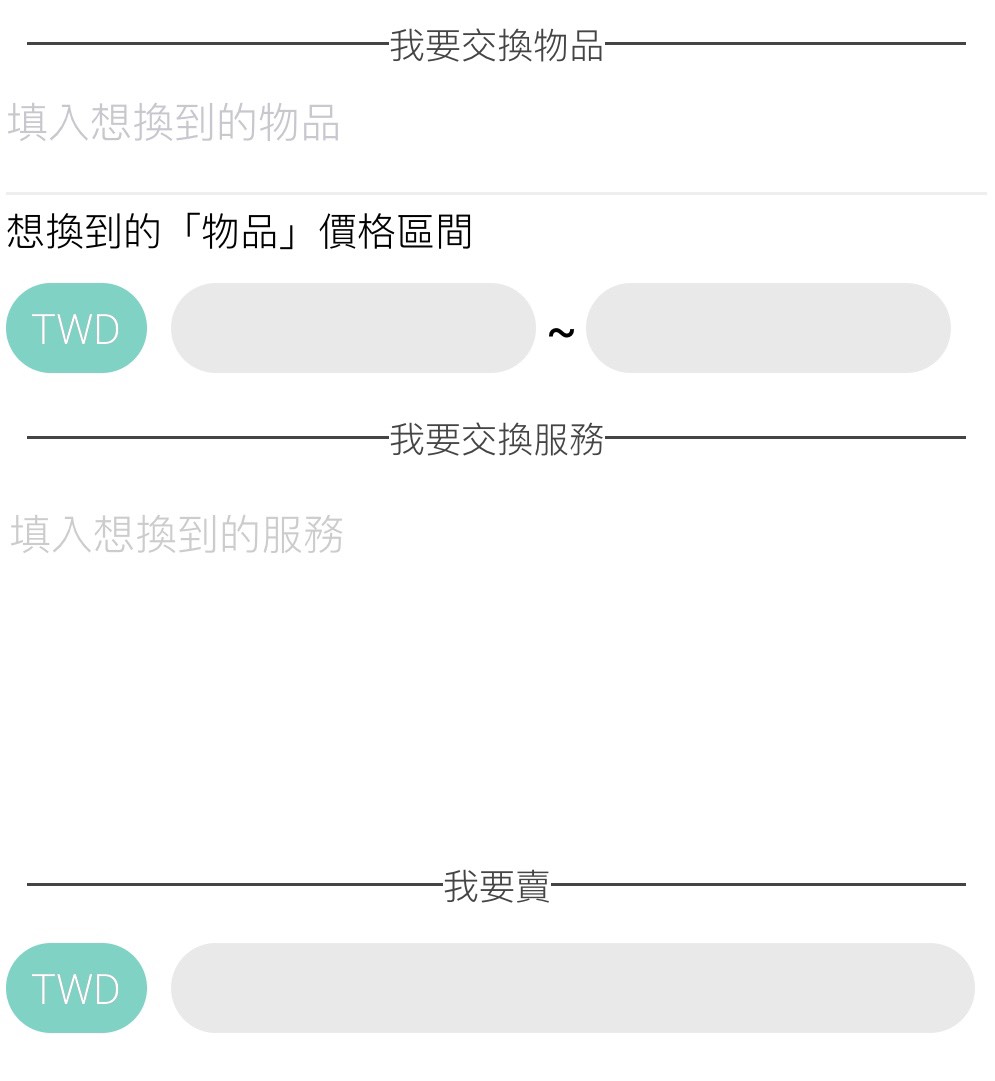 我要交換物品
填入想換到的物品
想換到的「物品」價格區間
TWD ~
我要交換服務
填入想換到的服務
我要賣
TWD